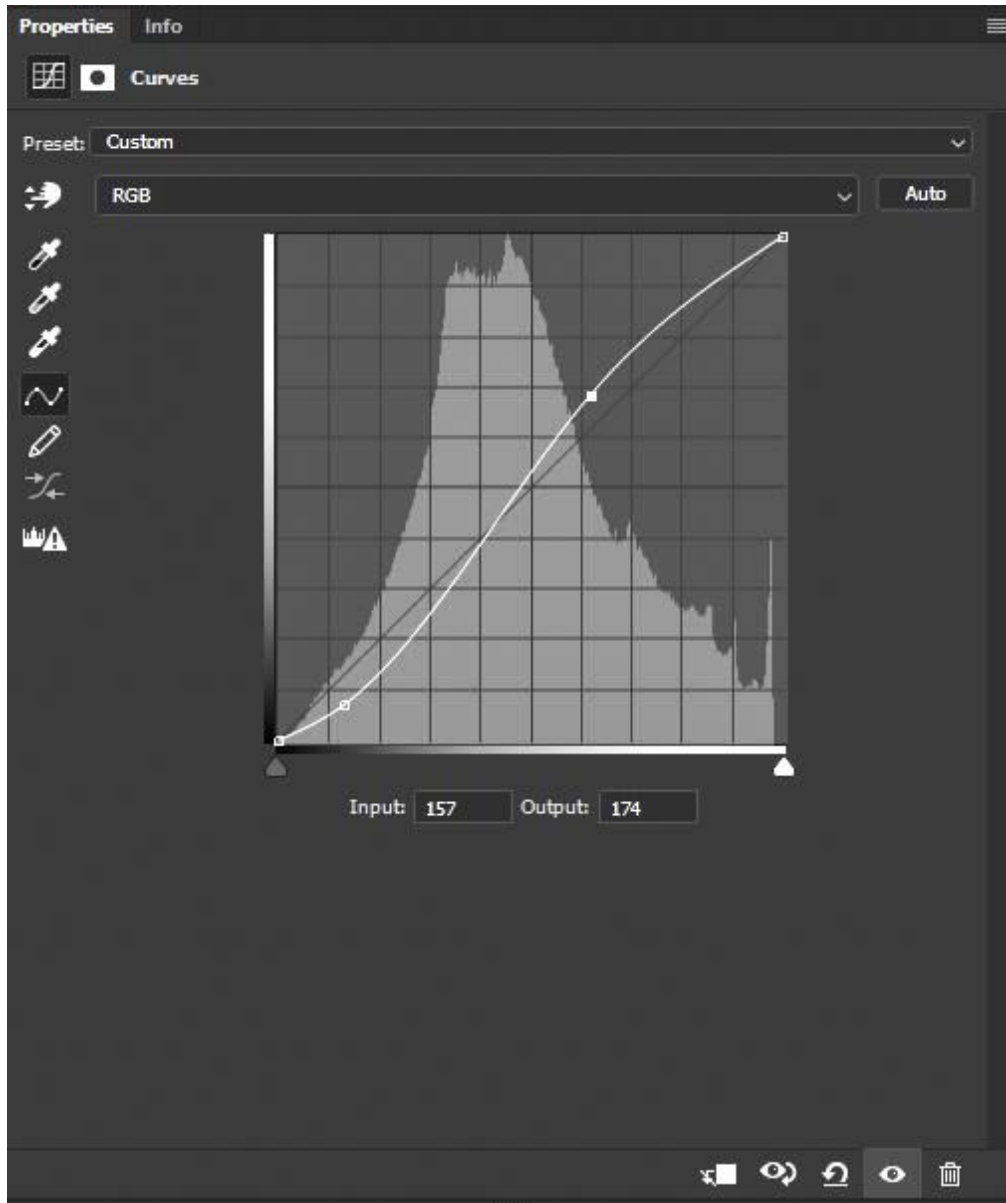 Properties Info
Curves
Preset: Custom
RGB Auto
Input: 157 Output: 174